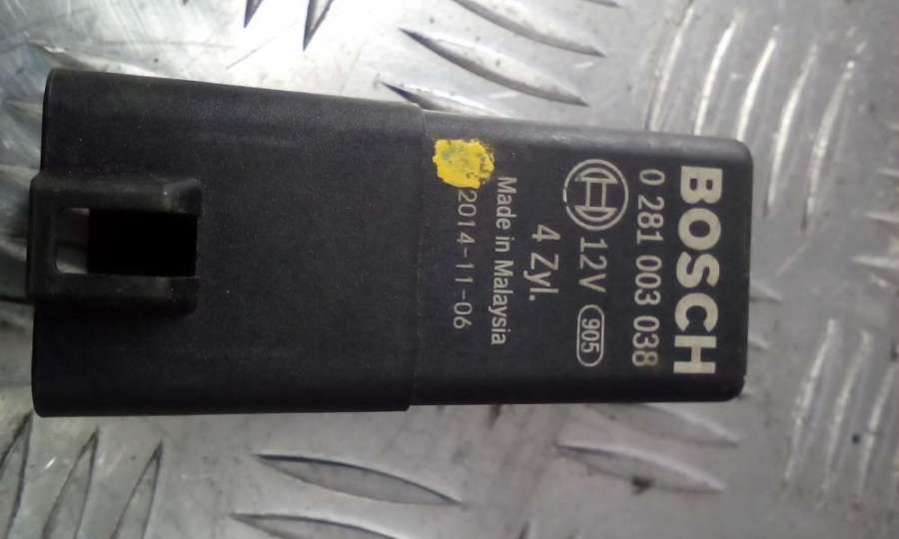 BOSCH
0 281 003 038
12V 905
4 Zyl.
Made in Malaysia
2014-11-06